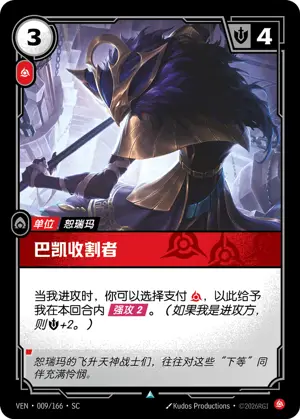 3
4
单位 恕瑞玛
巴凯收割者
当我进攻时，你可以选择支付 ，以此给予
我在本回合内 强攻 2 。（如果我是进攻方，
则 +2。）
恕瑞玛的飞升天神战士们，往往对这些“下等”同
伴充满怜悯。
VEN • 009/166 • SC
Kudos Productions
©2026RGI